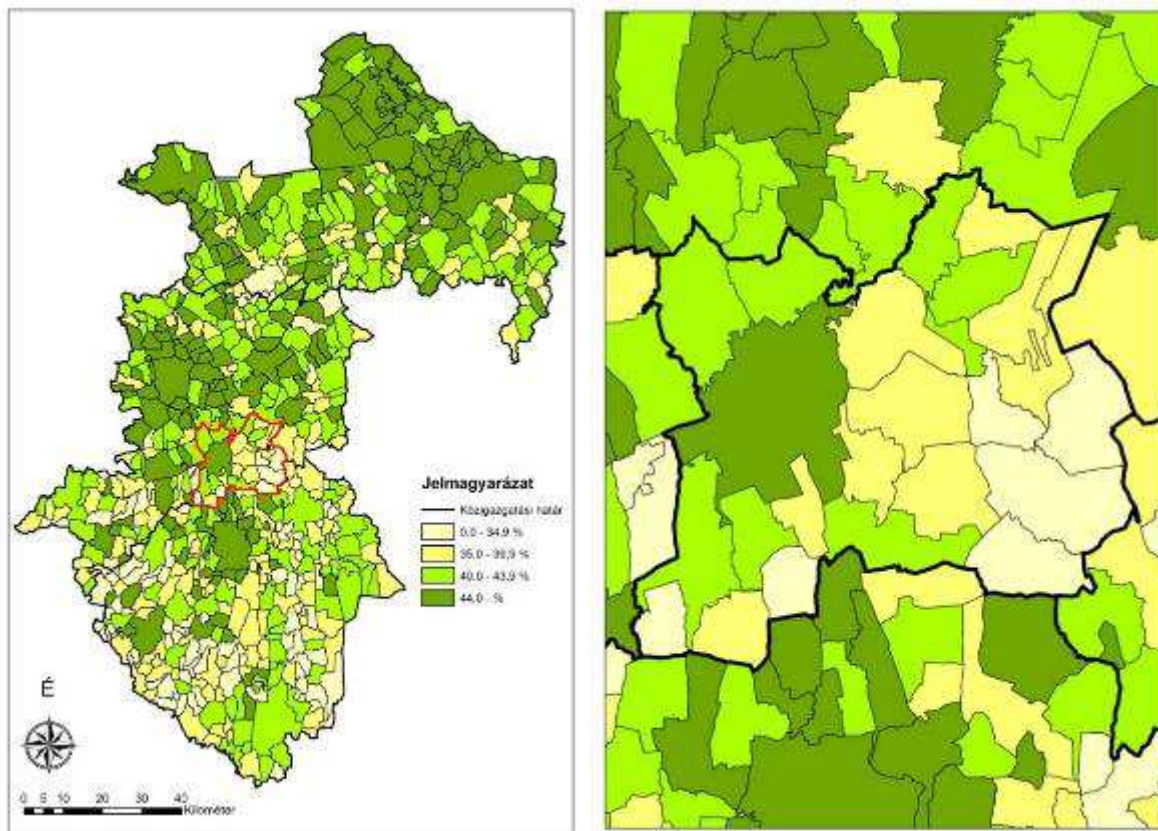 Jelmagyarázat
Közigazgatási határ
0,0 - 34,9 %
35,0 - 39,9 %
40,0 - 43,9 %
44,0 - %
É
0 5 10 20 30 40
Kilométer